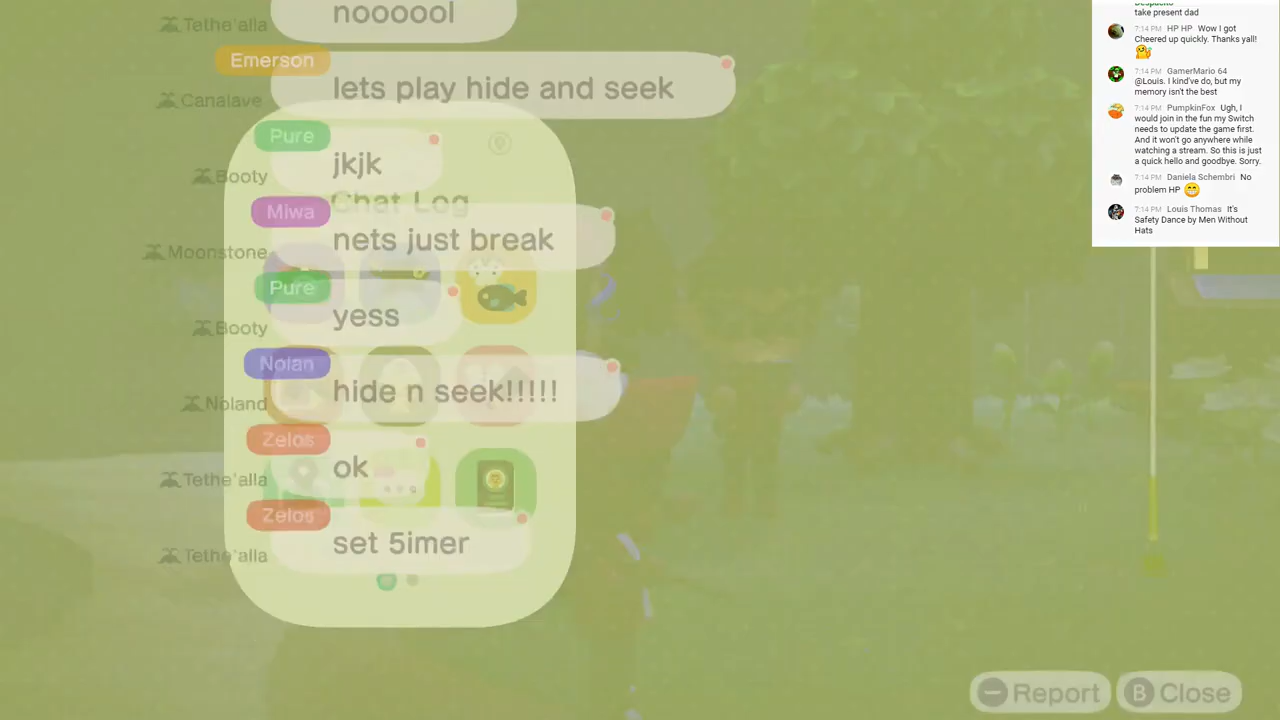 Tethe'alla
noooool
Emerson
Canalave
lets play hide and seek
Pure
Booty
jkjk
Chat Log
Miwa
Moonstone
nets just break
Pure
Booty
yess
Nolan
Noland
hide n seek!!!!!
Zelos
Tethe'alla
ok
Zelos
Tethe'alla
set 5imer
Report
B Close
Despacito
take present dad
7:14 PM HP HP Wow I got
Cheered up quickly. Thanks yall!
7:14 PM GamerMario 64
@Louis. I kind've do, but my
memory isn't the best
7:14 PM PumpkinFox Ugh, I
would join in the fun my Switch
needs to update the game first.
And it won't go anywhere while
watching a stream. So this is just
a quick hello and goodbye. Sorry.
7:14 PM Daniela Schembri No
problem HP
7:14 PM Louis Thomas It's
Safety Dance by Men Without
Hats